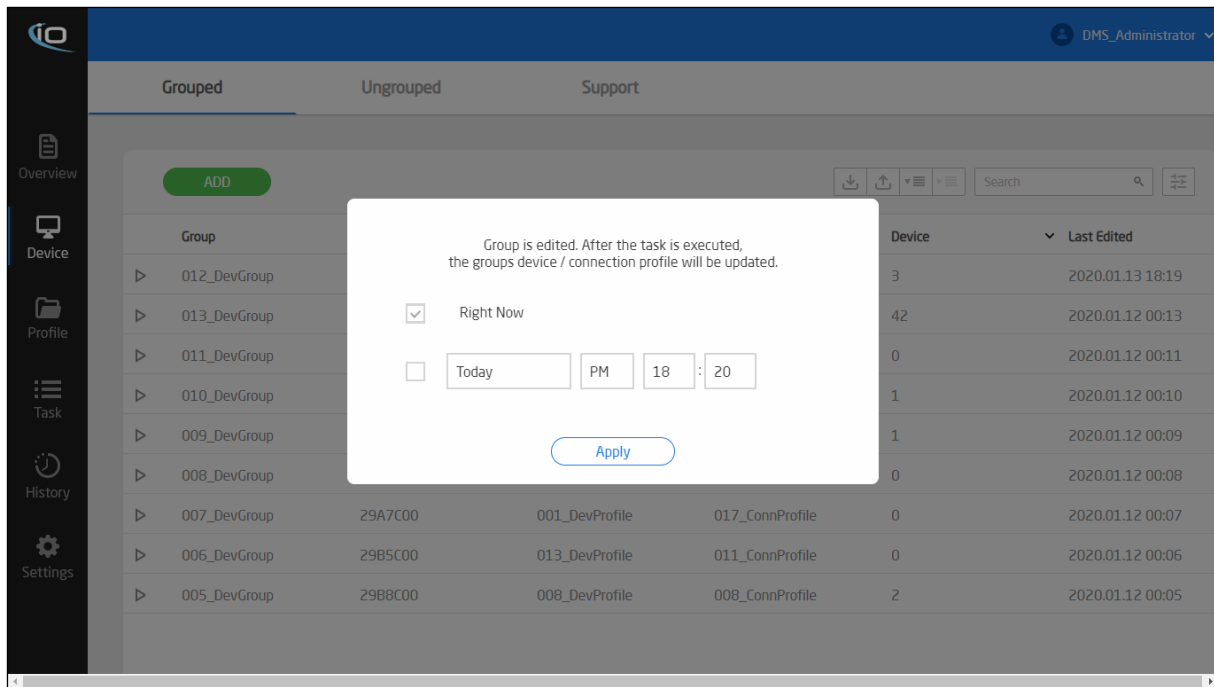 iO
DMS_Administrator
Grouped Ungrouped Support
Overview
Device
Profile
Task
History
Settings
ADD
Search
Group Device Last Edited
Group is edited. After the task is executed,
the groups device / connection profile will be updated.
Right Now
Today PM 18 : 20
Apply
012_DevGroup 3 2020.01.13 18:19
013_DevGroup 42 2020.01.12 00:13
011_DevGroup 0 2020.01.12 00:11
010_DevGroup 1 2020.01.12 00:10
009_DevGroup 1 2020.01.12 00:09
008_DevGroup 0 2020.01.12 00:08
007_DevGroup 29A7C00 001_DevProfile 017_ConnProfile 0 2020.01.12 00:07
006_DevGroup 29B5C00 013_DevProfile 011_ConnProfile 0 2020.01.12 00:06
005_DevGroup 29B8C00 008_DevProfile 008_ConnProfile 2 2020.01.12 00:05